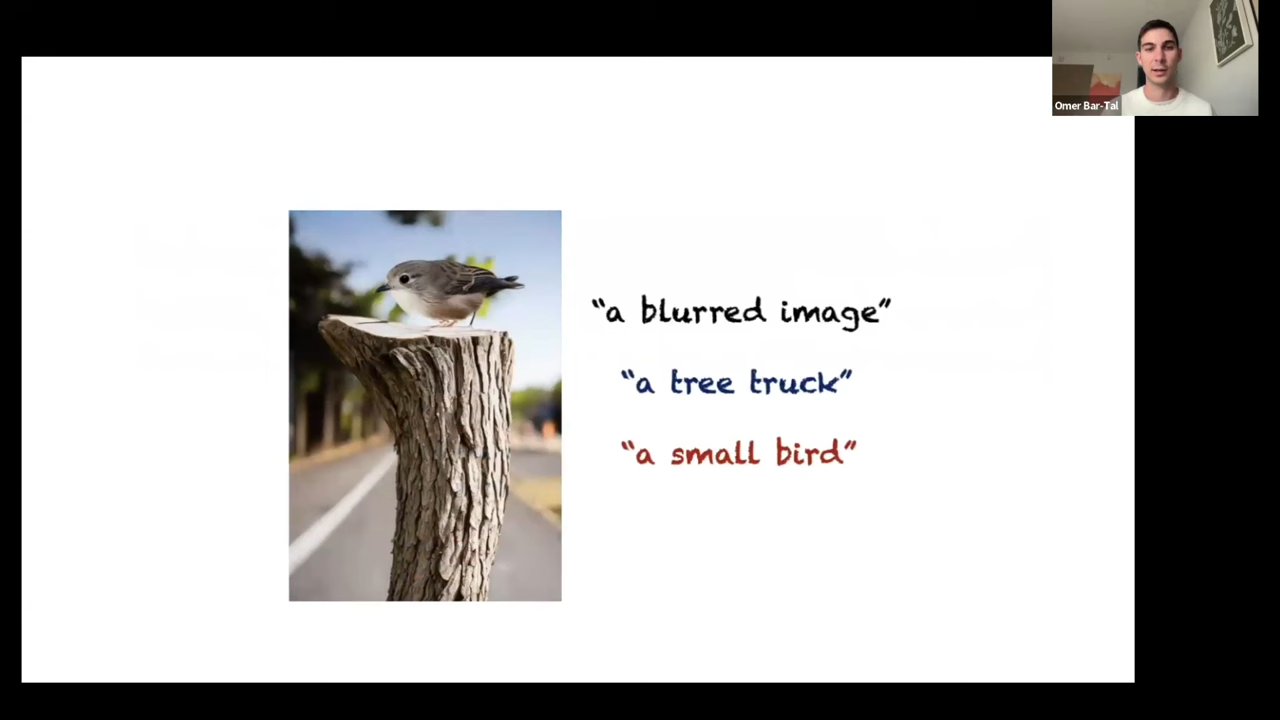 Omer Bar-Tal
“a blurred image”
“a tree truck”
“a small bird”